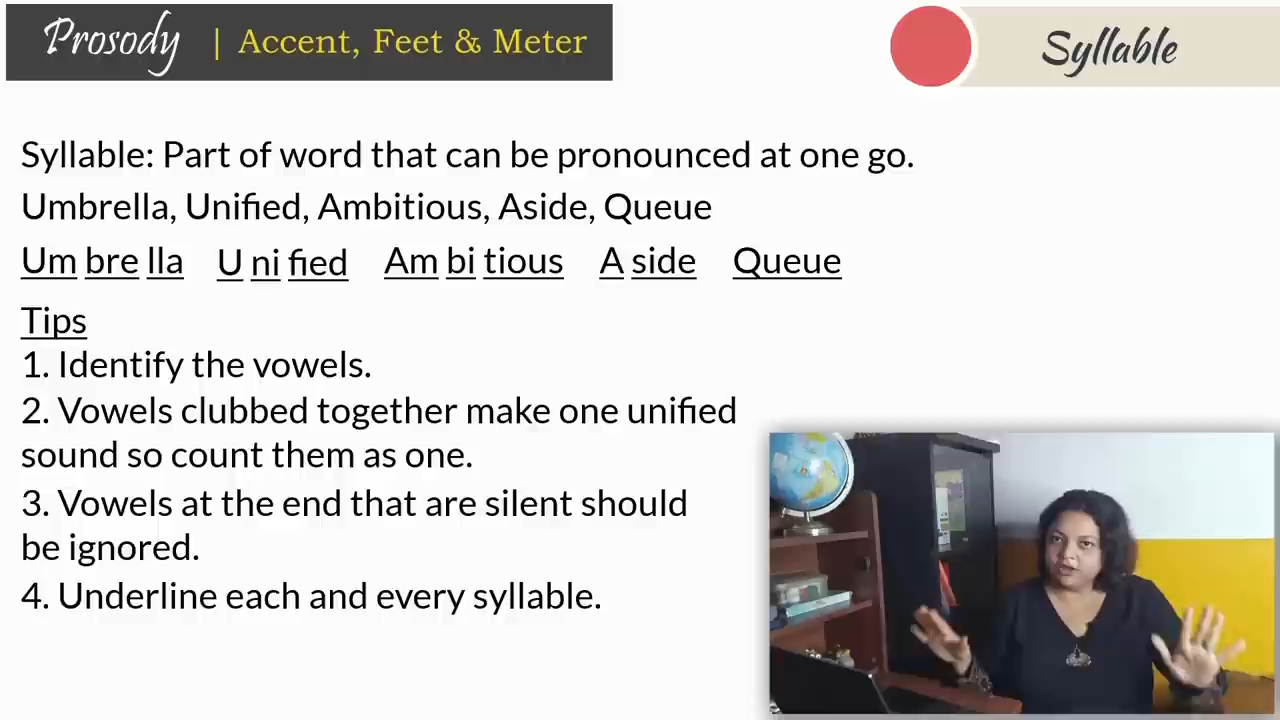 Prosody | Accent, Feet & Meter
Syllable
Syllable: Part of word that can be pronounced at one go.
Umbrella, Unified, Ambitious, Aside, Queue
Um bre lla U ni fied Am bi tious A side Queue
Tips
1. Identify the vowels.
2. Vowels clubbed together make one unified
sound so count them as one.
3. Vowels at the end that are silent should
be ignored.
4. Underline each and every syllable.